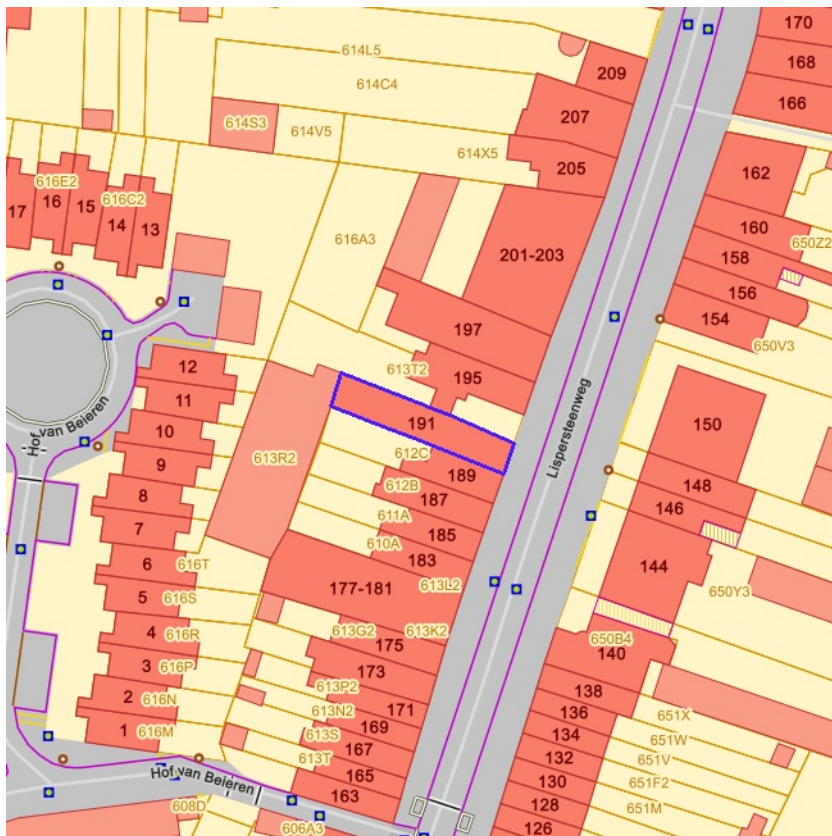 170
614L5
168
209
614C4
166
614S3
614V5
207
614X5
205
162
616E2
616C2
17
16
15
14
13
160
650Z2
616A3
201-203
158
156
154
197
650V3
12
613T2
195
11
Hof van Beieren
191
150
10
612C
Lispersteenweg
613R2
9
189
612B
187
148
8
146
611A
7
185
610A
183
6
616T
144
177-181
613L2
650Y3
5
616S
4
616R
613G2
613K2
175
650B4
140
3
616P
173
613P2
138
2
616N
613N2
171
136
651X
1
616M
613S
169
134
651W
167
132
651V
613T
165
130
651F2
Hof van Beieren
163
128
651M
608D
606A3
126